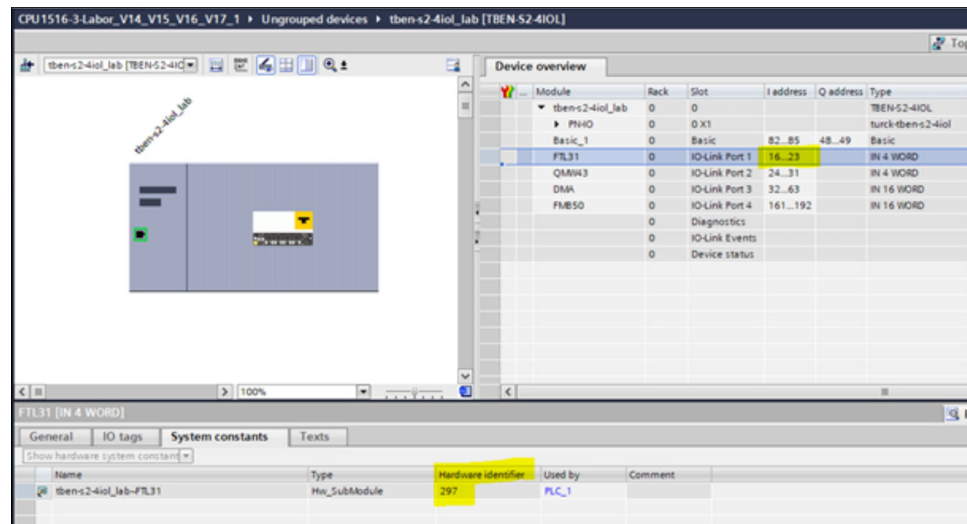 CPU1516-3-Labor_V14_V15_V16_V17_1 ▸ Ungrouped devices ▸ tben-s2-4iol_lab [TBEN-S2-4IOL]
Top
tben-s2-4iol_lab [TBEN-S2-4IO
Device overview
tben-s2-4iol_lab
... Module Rack Slot I address Q address Type
tben-s2-4iol_lab 0 0 TBEN-S2-4IOL
PN-IO 0 0 X1 turck-tben-s2-4iol
Basic_1 0 Basic 82...85 48...49 Basic
FTL31 0 IO-Link Port 1 16...23 IN 4 WORD
QMW43 0 IO-Link Port 2 24...31 IN 4 WORD
DMA 0 IO-Link Port 3 32...63 IN 16 WORD
FMB50 0 IO-Link Port 4 161...192 IN 16 WORD
0 Diagnostics
0 IO-Link Events
0 Device status
100%
FTL31 [IN 4 WORD]
General IO tags System constants Texts
Show hardware system constant
Name Type Hardware identifier Used by Comment
tben-s2-4iol_lab~FTL31 Hw_SubModule 297 PLC_1